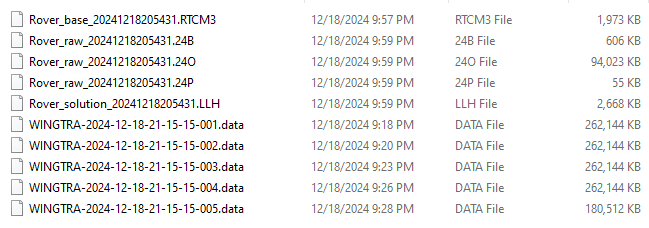 Rover_base_20241218205431.RTCM3 12/18/2024 9:57 PM RTCM3 File 1,973 KB
Rover_raw_20241218205431.24B 12/18/2024 9:59 PM 24B File 606 KB
Rover_raw_20241218205431.24O 12/18/2024 9:59 PM 24O File 94,023 KB
Rover_raw_20241218205431.24P 12/18/2024 9:59 PM 24P File 55 KB
Rover_solution_20241218205431.LLH 12/18/2024 9:59 PM LLH File 2,668 KB
WINGTRA-2024-12-18-21-15-15-001.data 12/18/2024 9:18 PM DATA File 262,144 KB
WINGTRA-2024-12-18-21-15-15-002.data 12/18/2024 9:20 PM DATA File 262,144 KB
WINGTRA-2024-12-18-21-15-15-003.data 12/18/2024 9:23 PM DATA File 262,144 KB
WINGTRA-2024-12-18-21-15-15-004.data 12/18/2024 9:26 PM DATA File 262,144 KB
WINGTRA-2024-12-18-21-15-15-005.data 12/18/2024 9:28 PM DATA File 180,512 KB